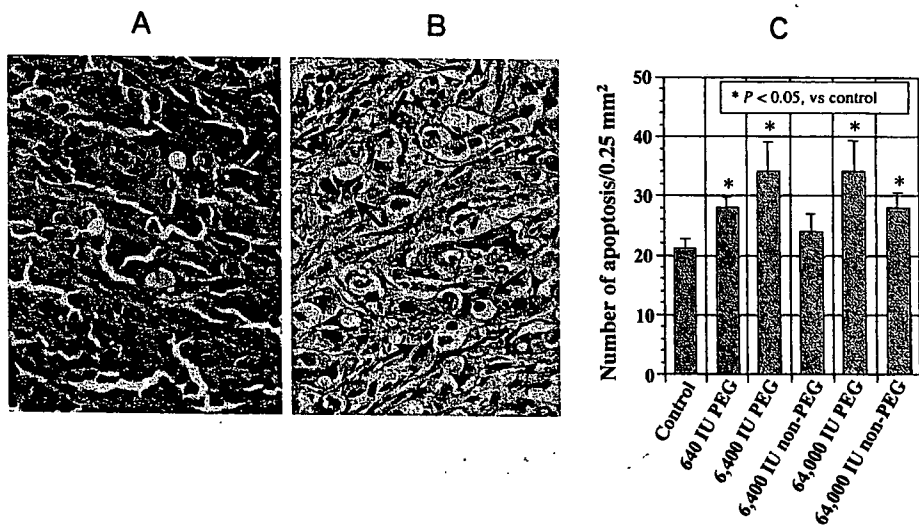 A
B
C
50
40
30
20
10
0
Number of apoptosis/0.25 mm²
* P < 0.05, vs control
*
*
*
*
Control
640 IU PEG
6,400 IU PEG
6,400 IU non-PEG
64,000 IU PEG
64,000 IU non-PEG